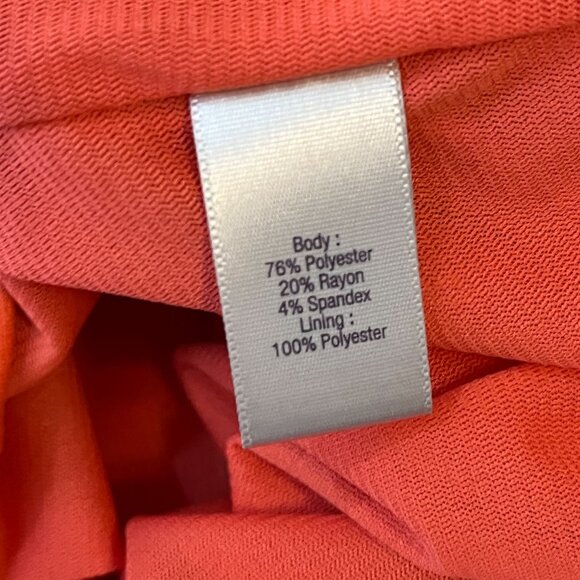 Body :
76% Polyester
20% Rayon
4% Spandex
Lining :
100% Polyester